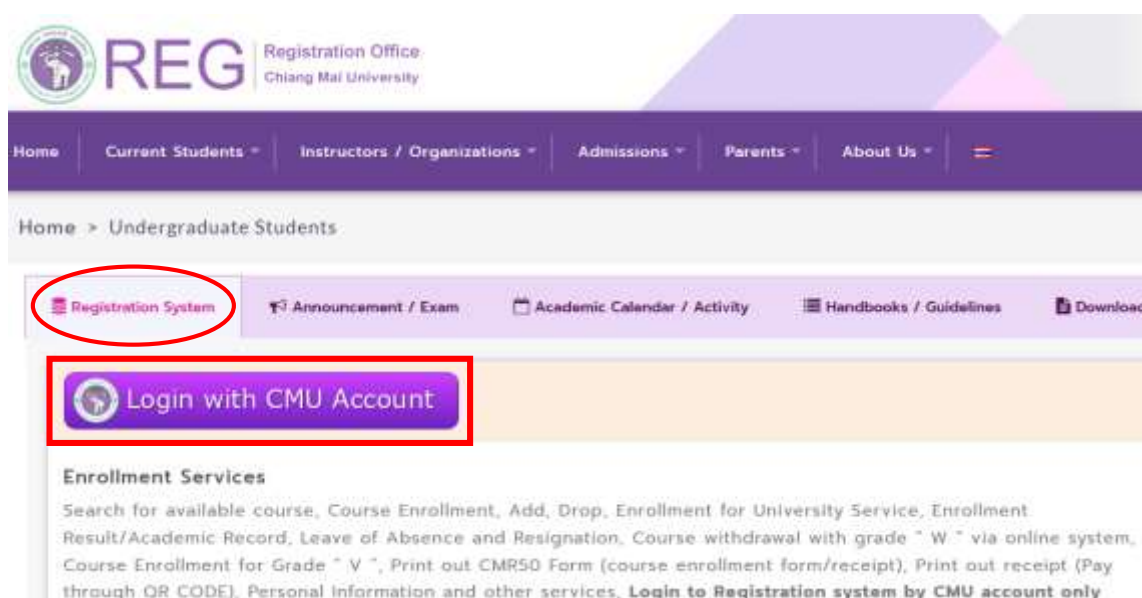 REG
Registration Office
Chiang Mai University
Home Current Students Instructors / Organizations Admissions Parents About Us
Home > Undergraduate Students
Registration System Announcement / Exam Academic Calendar / Activity Handbooks / Guidelines Download
Login with CMU Account
Enrollment Services
Search for available course, Course Enrollment, Add, Drop, Enrollment for University Service, Enrollment
Result/Academic Record, Leave of Absence and Resignation, Course withdrawal with grade " W " via online system,
Course Enrollment for Grade " V ", Print out CMR50 Form (course enrollment form/receipt), Print out receipt (Pay
through QR CODE), Personal Information and other services, Login to Registration system by CMU account only